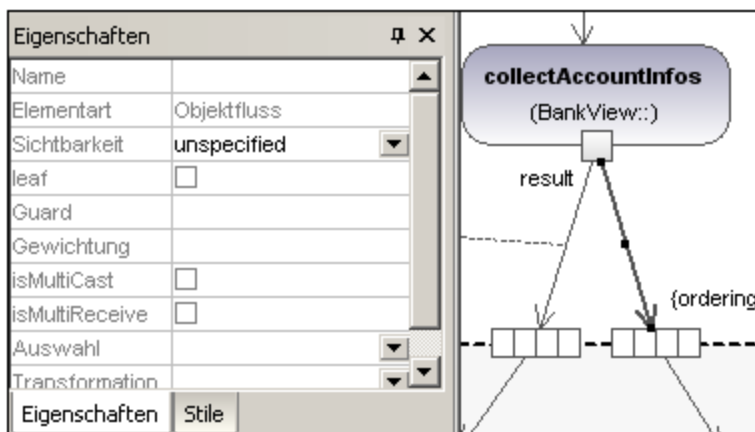 Eigenschaften
Name
Elementart Objektfluss
Sichtbarkeit unspecified
leaf
Guard
Gewichtung
isMultiCast
isMultiReceive
Auswahl
Transformation
Eigenschaften Stile
collectAccountInfos
(BankView::)
result
{ordering